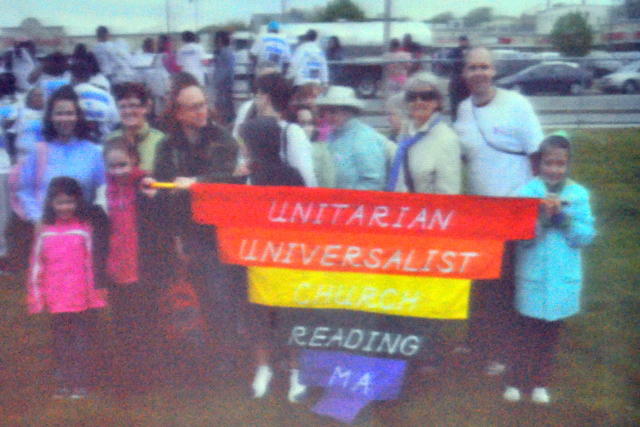 UNITARIAN
UNIVERSALIST
CHURCH
READING
MA